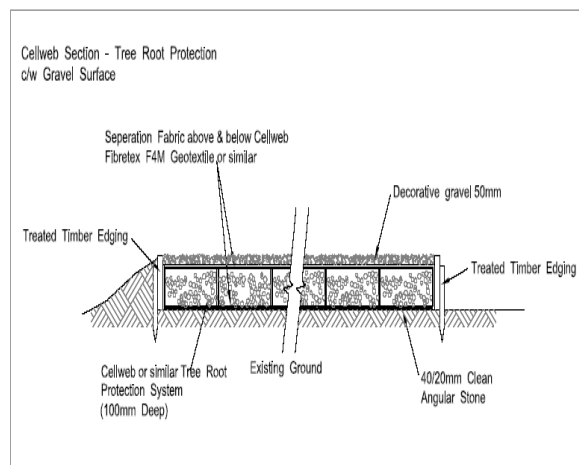 Cellweb Section - Tree Root Protection
c/w Gravel Surface
Seperation Fabric above & below Cellweb
Fibretex F4M Geotextile or similar
Decorative gravel 50mm
Treated Timber Edging
Treated Timber Edging
Cellweb or similar Tree Root
Protection System
(100mm Deep)
Existing Ground
40/20mm Clean
Angular Stone